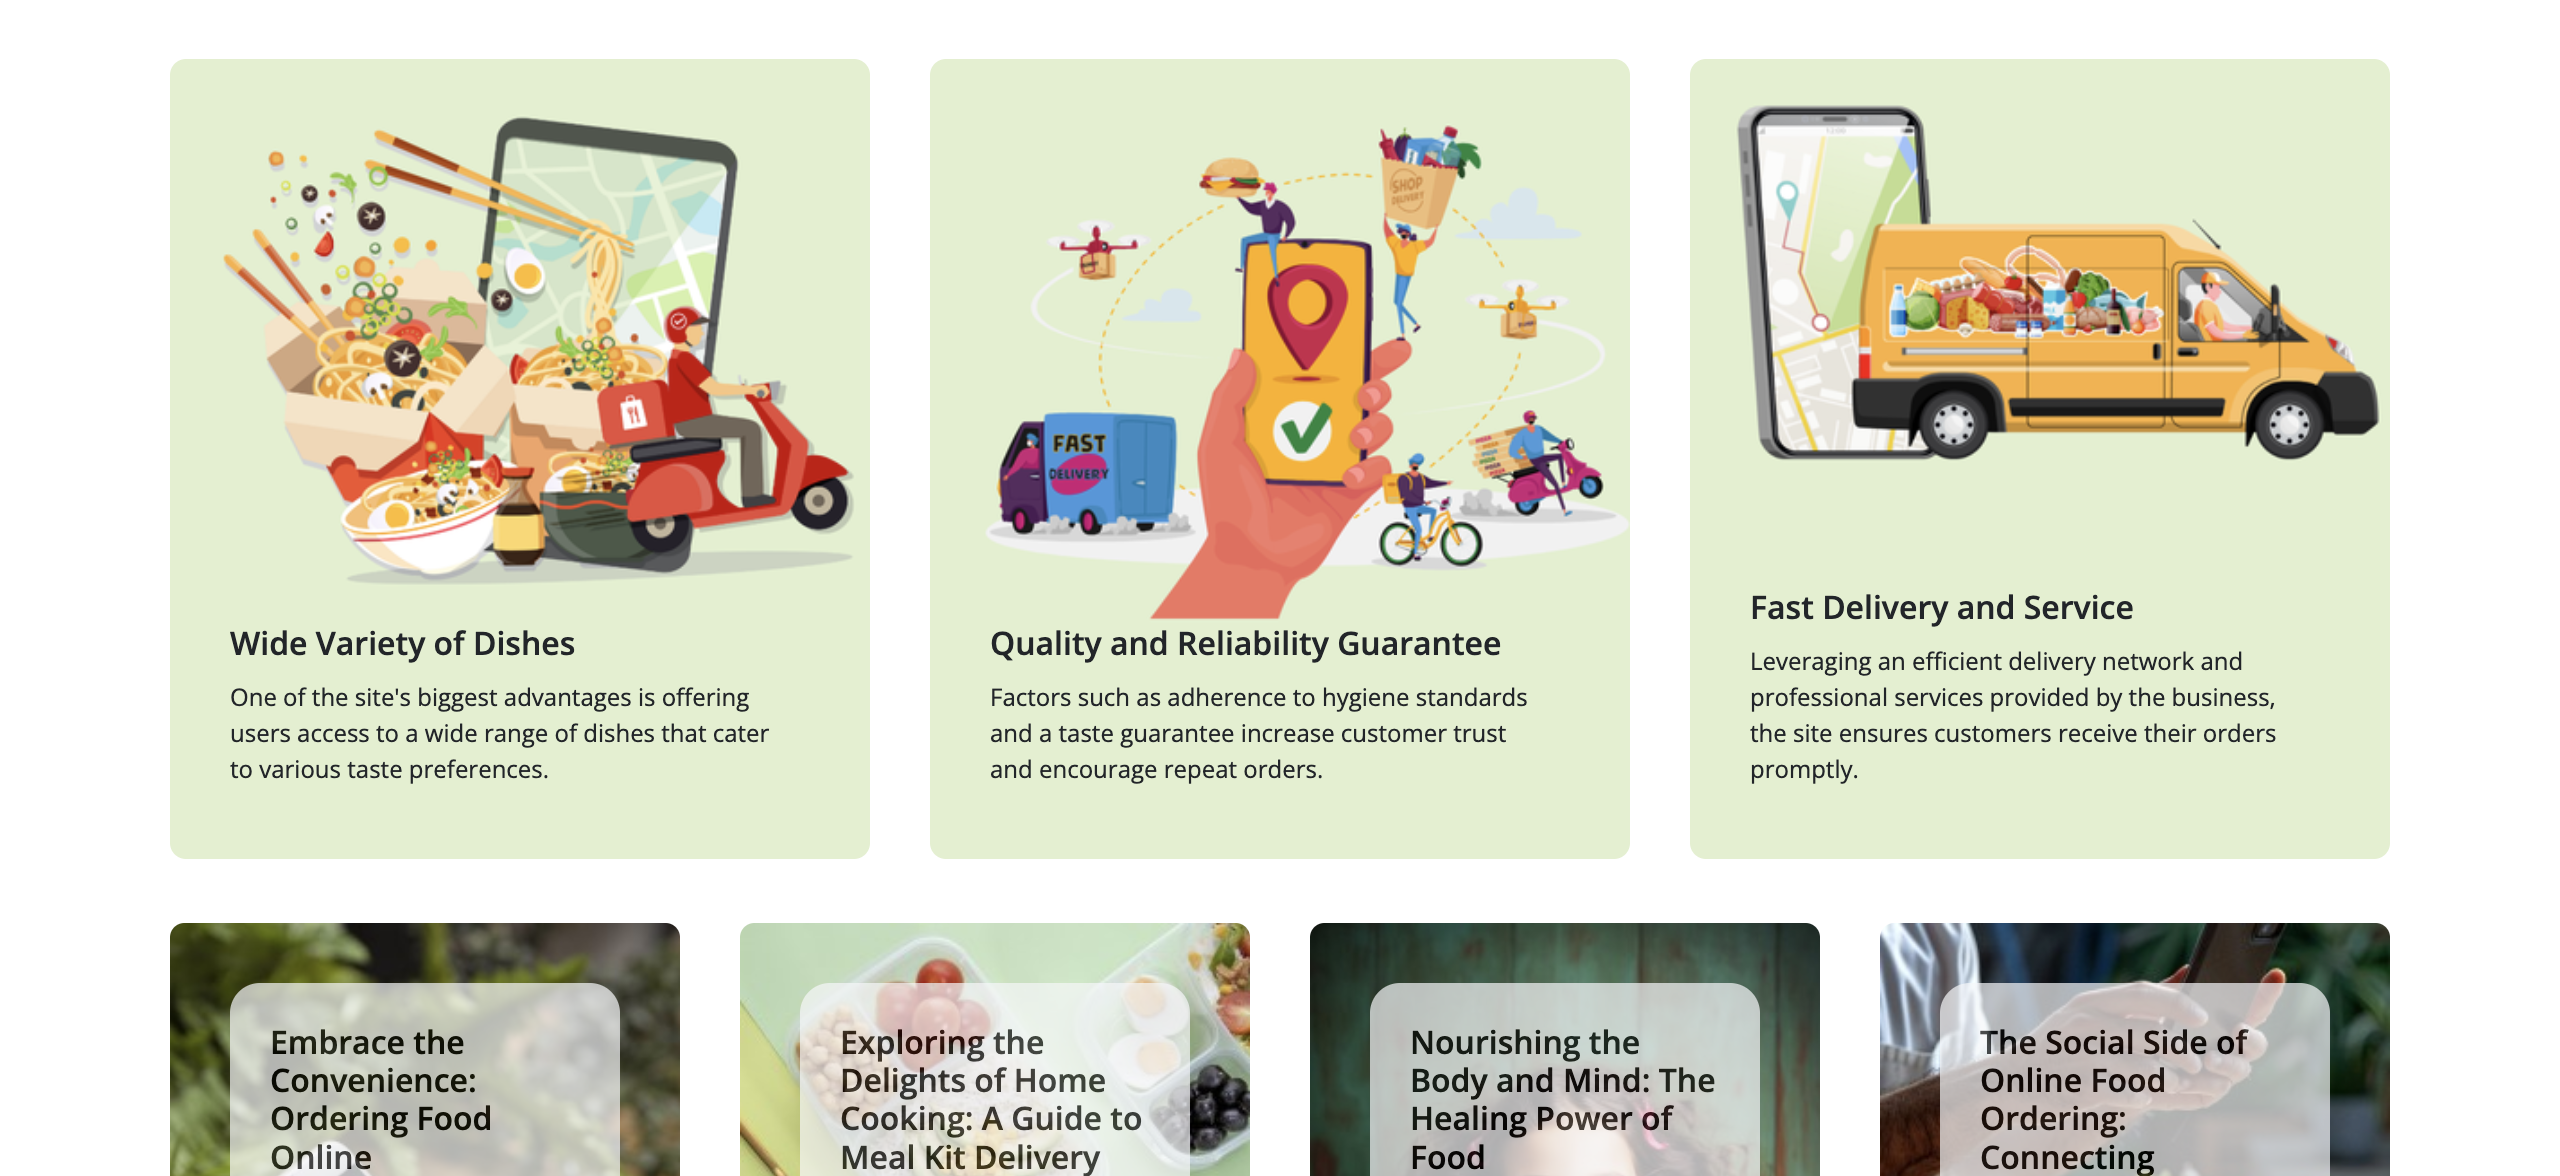 SHOP
DELIVERY
FAST
DELIVERY
Wide Variety of Dishes
One of the site's biggest advantages is offering
users access to a wide range of dishes that cater
to various taste preferences.
Quality and Reliability Guarantee
Factors such as adherence to hygiene standards
and a taste guarantee increase customer trust
and encourage repeat orders.
Fast Delivery and Service
Leveraging an efficient delivery network and
professional services provided by the business,
the site ensures customers receive their orders
promptly.
Embrace the
Convenience:
Ordering Food
Online
Exploring the
Delights of Home
Cooking: A Guide to
Meal Kit Delivery
Nourishing the
Body and Mind: The
Healing Power of
Food
The Social Side of
Online Food
Ordering:
Connecting